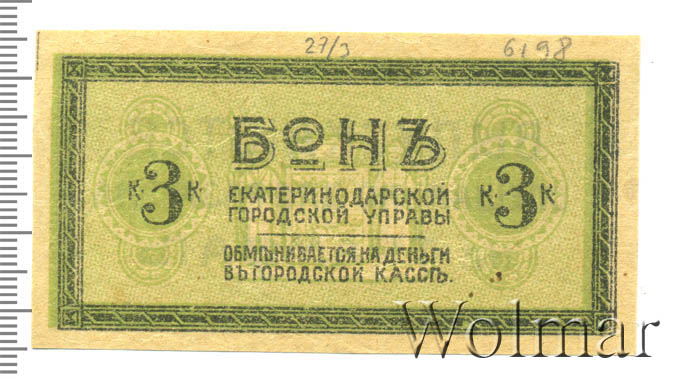 27/3 6198
БОНЪ
К. 3 К. К. 3 К.
ЕКАТЕРИНОДАРСКОЙ
ГОРОДСКОЙ УПРАВЫ
ОБМѢНИВАЕТСЯ НА ДЕНЬГИ
ВЪ ГОРОДСКОЙ КАССѢ.
Wolmar